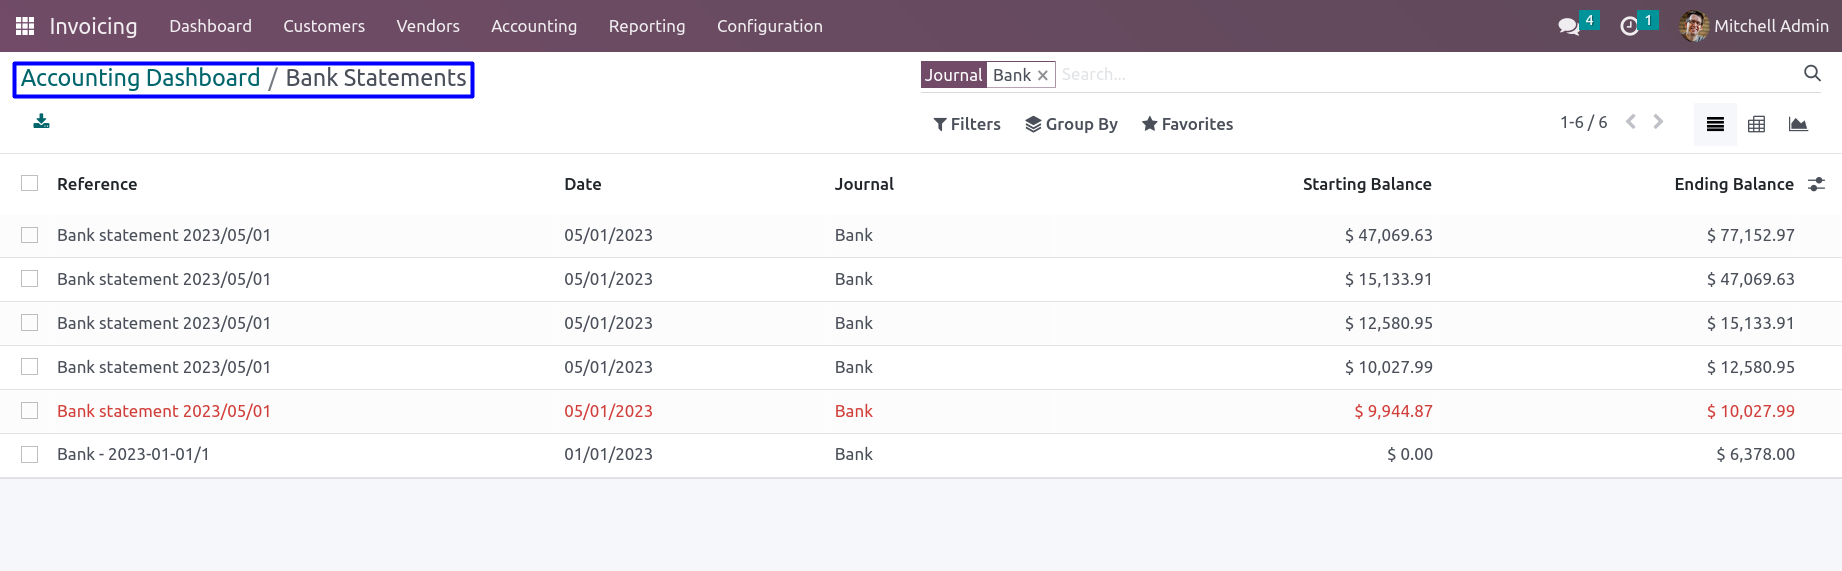 Invoicing Dashboard Customers Vendors Accounting Reporting Configuration 4 1 Mitchell Admin
Accounting Dashboard / Bank Statements
Journal Bank × Search...
Filters Group By Favorites 1-6 / 6
Reference Date Journal Starting Balance Ending Balance
Bank statement 2023/05/01 05/01/2023 Bank $ 47,069.63 $ 77,152.97
Bank statement 2023/05/01 05/01/2023 Bank $ 15,133.91 $ 47,069.63
Bank statement 2023/05/01 05/01/2023 Bank $ 12,580.95 $ 15,133.91
Bank statement 2023/05/01 05/01/2023 Bank $ 10,027.99 $ 12,580.95
Bank statement 2023/05/01 05/01/2023 Bank $ 9,944.87 $ 10,027.99
Bank - 2023-01-01/1 01/01/2023 Bank $ 0.00 $ 6,378.00